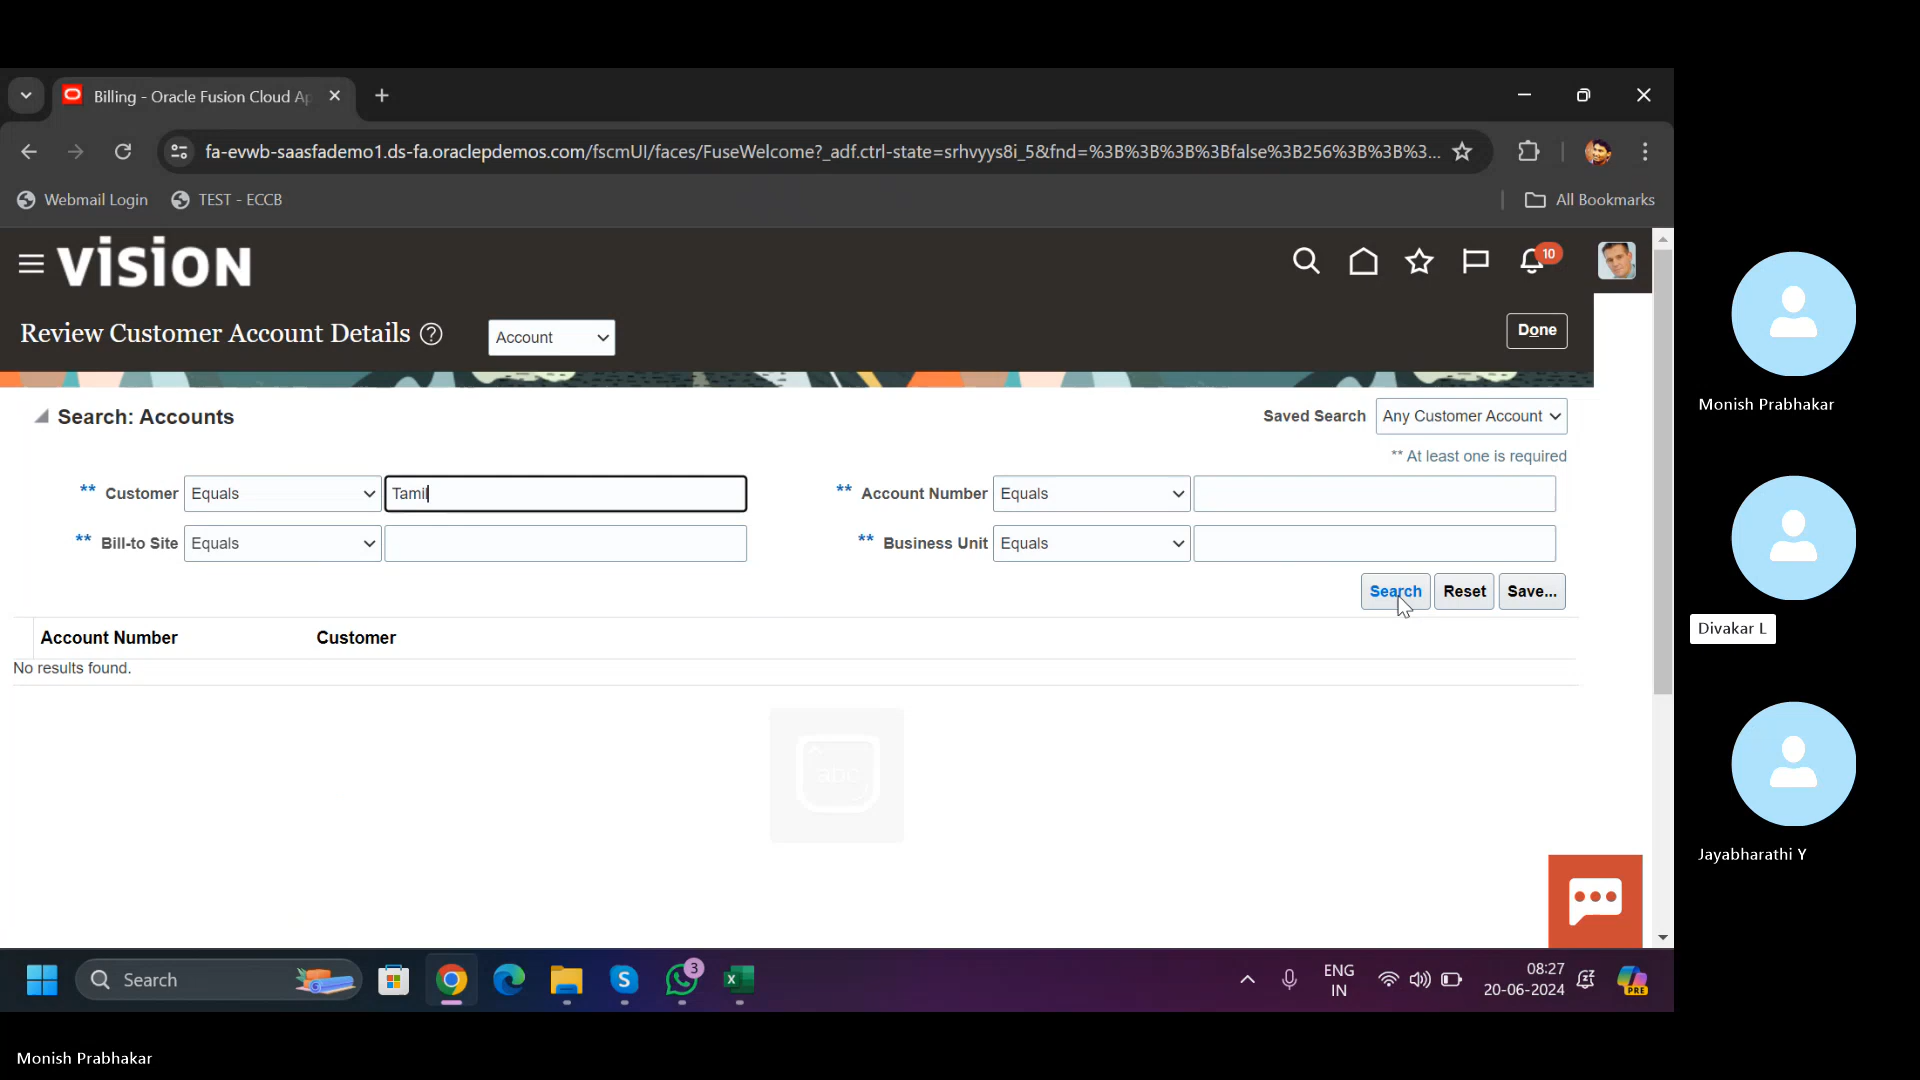 Billing - Oracle Fusion Cloud Ap
fa-evwb-saasfademo1.ds-fa.oraclepdemos.com/fscmUI/faces/FuseWelcome?_adf.ctrl-state=srhvyys8i_5&fnd=%3B%3B%3B%3Bfalse%3B256%3B%3B%3...
Webmail Login
TEST - ECCB
All Bookmarks
VISION
10
Review Customer Account Details
Account
Done
Search: Accounts
Saved Search
Any Customer Account
** At least one is required
** Customer Equals Tamil
** Account Number Equals
** Bill-to Site Equals
** Business Unit Equals
Search Reset Save...
Account Number Customer
No results found.
abc
Search
3
ENG
IN
08:27
20-06-2024
PRE
Monish Prabhakar
Divakar L
Jayabharathi Y
Monish Prabhakar